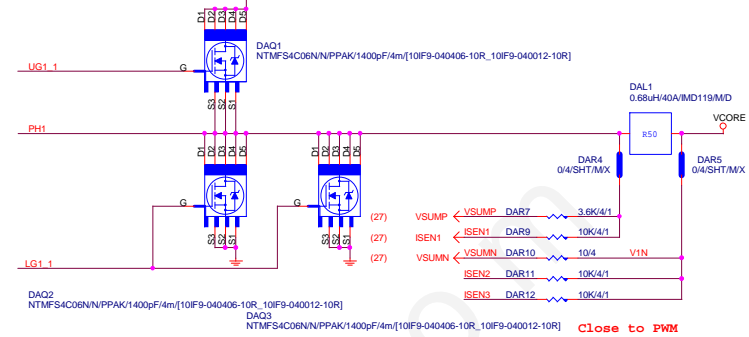 D1 D2 D3 D4 D5
DAQ1
NTMFS4C06N/N/PPAK/1400pF/4m/[10IF9-040406-10R_10IF9-040012-10R]
UG1_1
G
S3 S2 S1
DAL1
0.68uH/40A/IMD119/M/D
VCORE
PH1
R50
D1 D2 D3 D4 D5
D1 D2 D3 D4 D5
DAR4
0/4/SHT/M/X
DAR5
0/4/SHT/M/X
G
G
S3 S2 S1
S3 S2 S1
(27) VSUMP VSUMP DAR7 3.6K/4/1
(27) ISEN1 ISEN1 DAR9 10K/4/1
(27) VSUMN VSUMN DAR10 10/4 V1N
LG1_1
ISEN2 DAR11 10K/4/1
ISEN3 DAR12 10K/4/1
DAQ2
NTMFS4C06N/N/PPAK/1400pF/4m/[10IF9-040406-10R_10IF9-040012-10R]
DAQ3
NTMFS4C06N/N/PPAK/1400pF/4m/[10IF9-040406-10R_10IF9-040012-10R]
Close to PWM